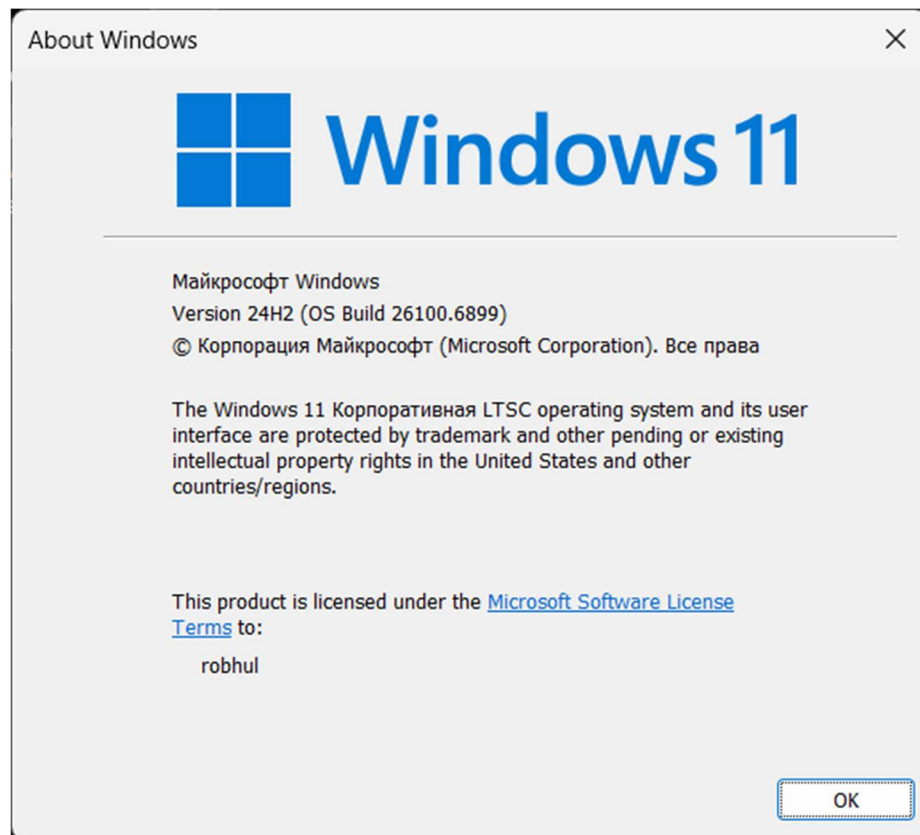 About Windows
Windows 11
Майкрософт Windows
Version 24H2 (OS Build 26100.6899)
© Корпорация Майкрософт (Microsoft Corporation). Все права
The Windows 11 Корпоративная LTSC operating system and its user
interface are protected by trademark and other pending or existing
intellectual property rights in the United States and other
countries/regions.
This product is licensed under the Microsoft Software License
Terms to:
robhul
OK